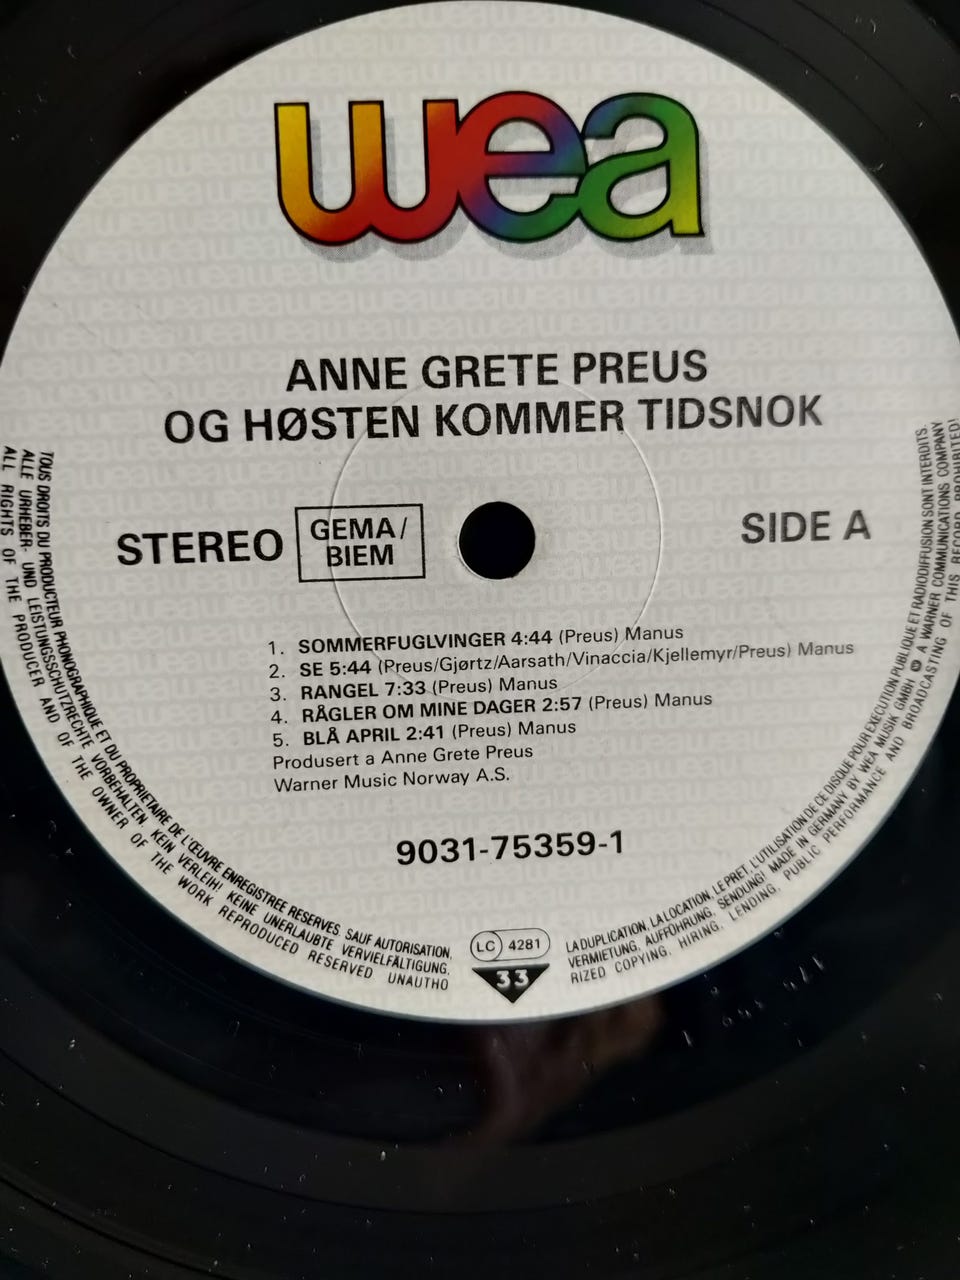 wea
ANNE GRETE PREUS
OG HØSTEN KOMMER TIDSNOK
STEREO
GEMA/
BIEM
SIDE A
1. SOMMERFUGLVINGER 4:44 (Preus) Manus
2. SE 5:44 (Preus/Gjørtz/Aarsath/Vinaccia/Kjellemyr/Preus) Manus
3. RANGEL 7:33 (Preus) Manus
4. RÅGLER OM MINE DAGER 2:57 (Preus) Manus
5. BLÅ APRIL 2:41 (Preus) Manus
Produsert a Anne Grete Preus
Warner Music Norway A.S.
9031-75359-1
LC 4281
33
TOUS DROITS DU PRODUCTEUR PHONOGRAPHIQUE ET DU PROPRIETAIRE DE L'ŒUVRE ENREGISTREE RESERVES. SAUF AUTORISATION,
ALLE URHEBER- UND LEISTUNGSSCHUTZRECHTE VORBEHALTEN. KEIN VERLEIH! KEINE UNERLAUBTE VERVIELFÄLTIGUNG,
ALL RIGHTS OF THE PRODUCER AND OF THE OWNER OF THE WORK REPRODUCED RESERVED UNAUTHO
LA DUPLICATION, LA LOCATION, LE PRET, L'UTILISATION DE CE DISQUE POUR EXECUTION PUBLIQUE ET RADIODIFFUSION SONT INTERDITS.
VERMIETUNG, AUFFÜHRUNG, SENDUNG! MADE IN GERMANY BY WEA MUSIK GMBH ℗ A WARNER COMMUNICATIONS COMPANY
RIZED COPYING, HIRING, LENDING, PUBLIC PERFORMANCE AND BROADCASTING OF THIS RECORD PROHIBITED!